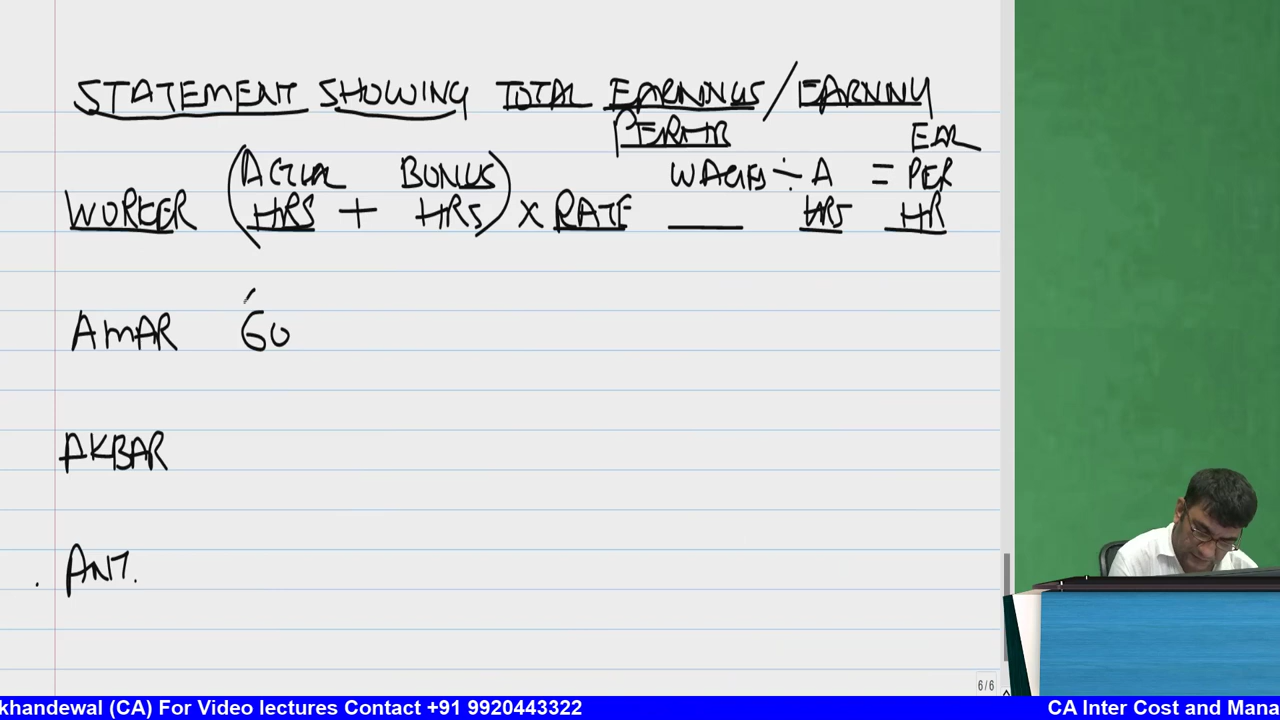 STATEMENT SHOWING TOTAL EARNINGS / EARNING
PER HR
WORKER (ACTUAL HRS + BONUS HRS) X RATE WAGES ÷ A HRS = EAR PER HR
AMAR 60
AKBAR
ANT.
6/6
khandewal (CA) For Video lectures Contact +91 9920443322 CA Inter Cost and Mana